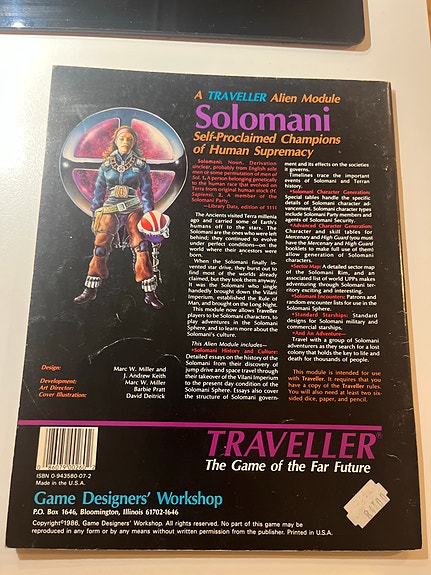 A TRAVELLER Alien Module
Solomani
Self-Proclaimed Champions
of Human Supremacy
Solomani: Noun. Derivation
unclear, probably from English sole
men or some permutation of men of
Sol. 1. A person belonging genetically
to the human race that evolved on
Terra from original human stock (H.
Sapiens). 2. A member of the
Solomani Party.
—Library Data, edition of 1111
The Ancients visited Terra millenia
ago and carried some of Earth's
humans off to the stars. The
Solomani are the ones who were left
behind; they continued to evolve
under perfect conditions—on the
world where their ancestors were
born.
When the Solomani finally in-
vented star drive, they burst out to
find most of the worlds already
claimed, but they took them anyway.
It was the Solomani who single
handedly brought down the Vilani
Imperium, established the Rule of
Man, and brought on the Long Night.
This module now allows Traveller
players to be Solomani characters, to
play adventures in the Solomani
Sphere, and to learn more about the
Solomani's culture.
This Alien Module includes—
•Solomani History and Culture:
Detailed essays on the history of the
Solomani from their discovery of
jump drive and space travel through
their takeover of the Vilani Imperium
to the present day condition of the
Solomani Sphere. Essays also cover
the structure of Solomani govern-
ment and its effects on the societies
it governs.
Timelines trace the important
events of Solomani and Terran
history.
•Solomani Character Generation:
Special tables handle the specific
details of Solomani character ad-
vancement. Solomani character types
include Solomani Party members and
agents of Solomani Security.
•Advanced Character Generation:
Character and skill tables for
Mercenary and High Guard (you must
have the Mercenary and High Guard
booklets to make full use of them)
allow generation of Solomani
characters.
•Sector Map: A detailed sector map
of the Solomani Rim, and an
associated list of world UPPs makes
adventuring through Solomani ter-
ritory exciting and interesting.
•Solomani Encounters: Patrons and
random encounter lists for use in the
Solomani Sphere.
•Standard Starships: Standard
designs for Solomani military and
commercial starships.
•And An Adventure—
Travel with a group of Solomani
adventurers as they search for a lost
colony that holds the key to life and
death for thousands of people.
This module is intended for use
with Traveller. It requires that you
have a copy of the Traveller rules.
You will also need at least two six-
sided dice, paper, and pencil.
Design: Marc W. Miller and
J. Andrew Keith
Development: Marc W. Miller
Art Director: Barbie Pratt
Cover Illustration: David Deitrick
ISBN 0-943580-07-2
Made in the U.S.A.
TRAVELLER®
The Game of the Far Future
Game Designers' Workshop
P.O. Box 1646, Bloomington, Illinois 61702-1646
Copyright©1986, Game Designers' Workshop. All rights reserved. No part of this game may be
reproduced in any form or by any means without written permission from the publisher. Printed in U.S.A.